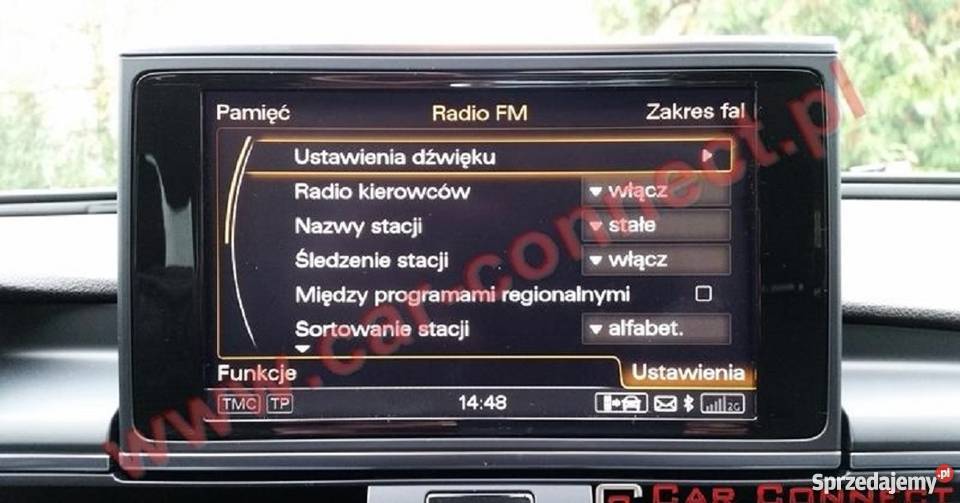 Pamięć Radio FM Zakres fal
Ustawienia dźwięku
Radio kierowców włącz
Nazwy stacji stałe
Śledzenie stacji włącz
Między programami regionalnymi
Sortowanie stacji alfabet.
Funkcje Ustawienia
TMC TP 14:48 2G
www.car-connect.pl
Sprzedajemy.pl
CAR CONNECT